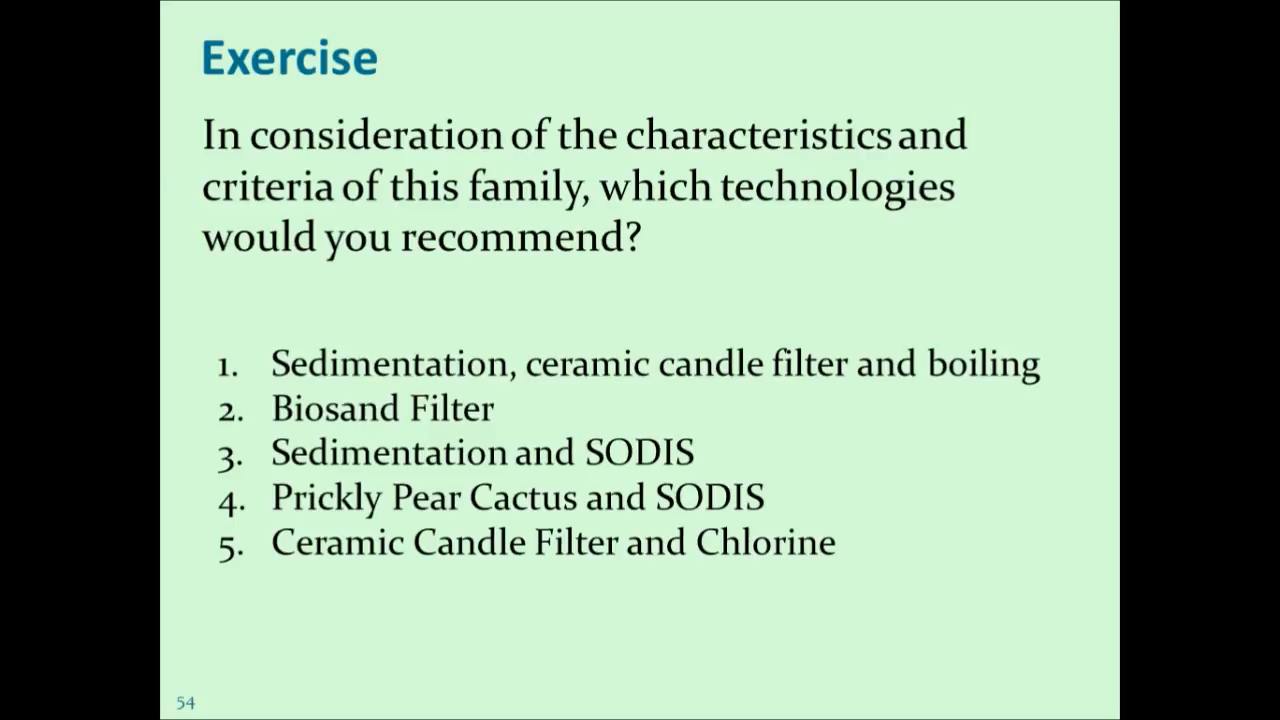 Exercise
In consideration of the characteristics and
criteria of this family, which technologies
would you recommend?
1. Sedimentation, ceramic candle filter and boiling
2. Biosand Filter
3. Sedimentation and SODIS
4. Prickly Pear Cactus and SODIS
5. Ceramic Candle Filter and Chlorine
54